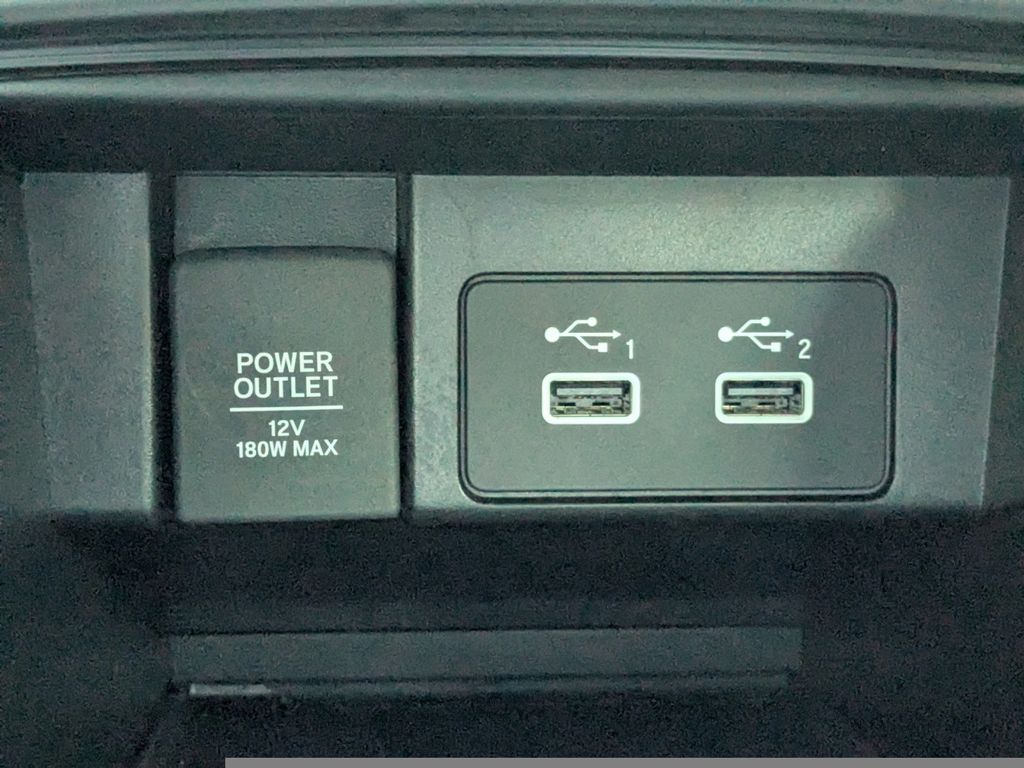 POWER
OUTLET
12V
180W MAX
1
2